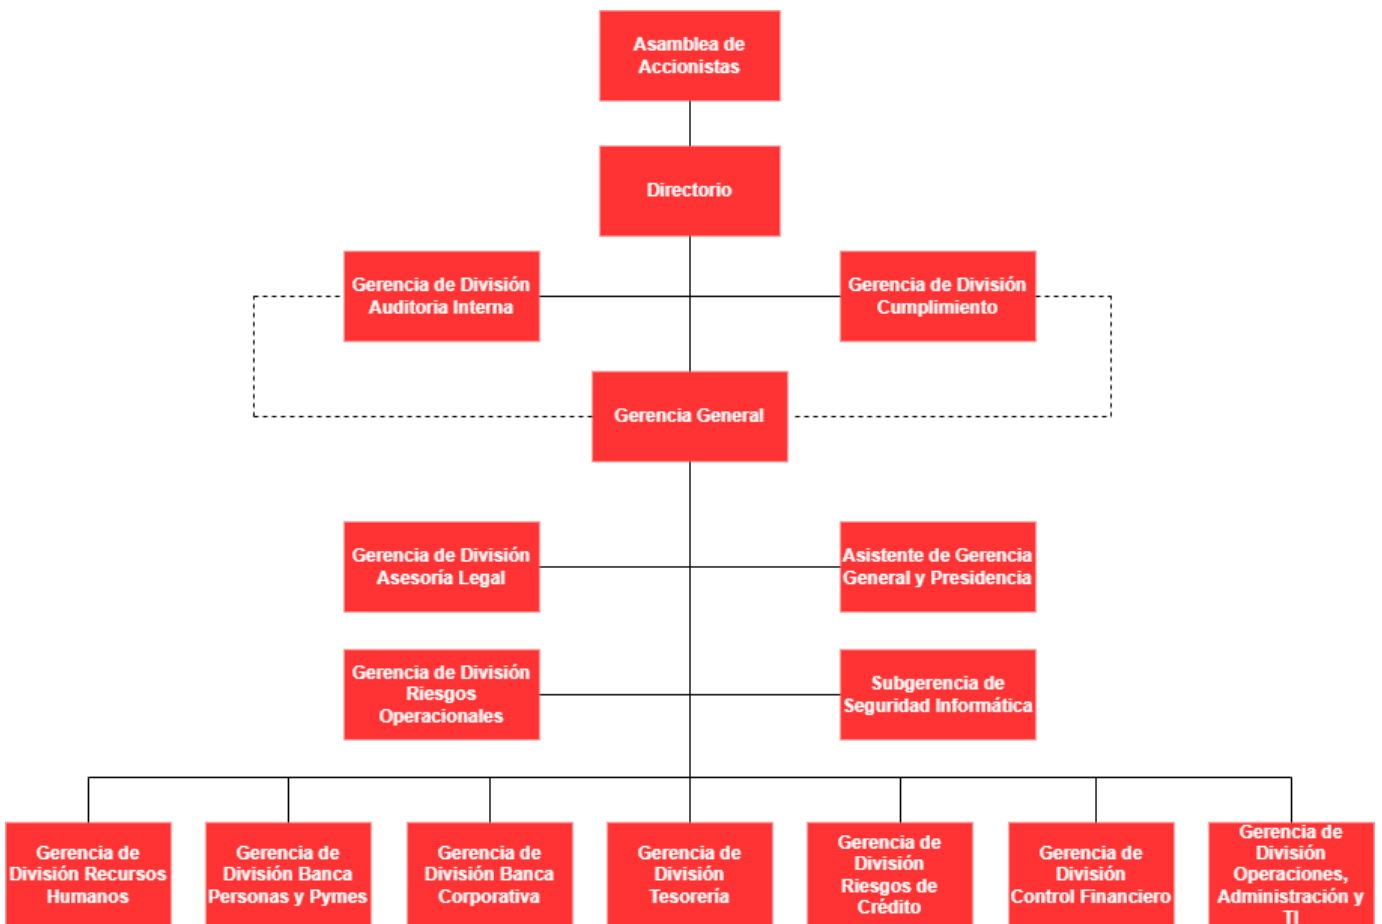 Asamblea de
Accionistas
Directorio
Gerencia de División
Auditoria Interna
Gerencia de División
Cumplimiento
Gerencia General
Gerencia de División
Asesoría Legal
Asistente de Gerencia
General y Presidencia
Gerencia de División
Riesgos
Operacionales
Subgerencia de
Seguridad Informática
Gerencia de
División Recursos
Humanos
Gerencia de
División Banca
Personas y Pymes
Gerencia de
División Banca
Corporativa
Gerencia de
División
Tesorería
Gerencia de
División
Riesgos de
Crédito
Gerencia de
División
Control Financiero
Gerencia de
División
Operaciones,
Administración y
TI